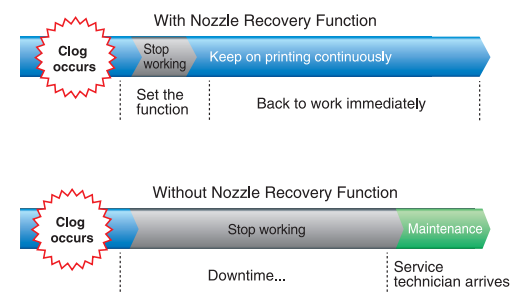 With Nozzle Recovery Function
Clog
occurs
Stop
working
Keep on printing continuously
Set the
function
Back to work immediately
Without Nozzle Recovery Function
Clog
occurs
Stop working
Maintenance
Downtime...
Service
technician arrives